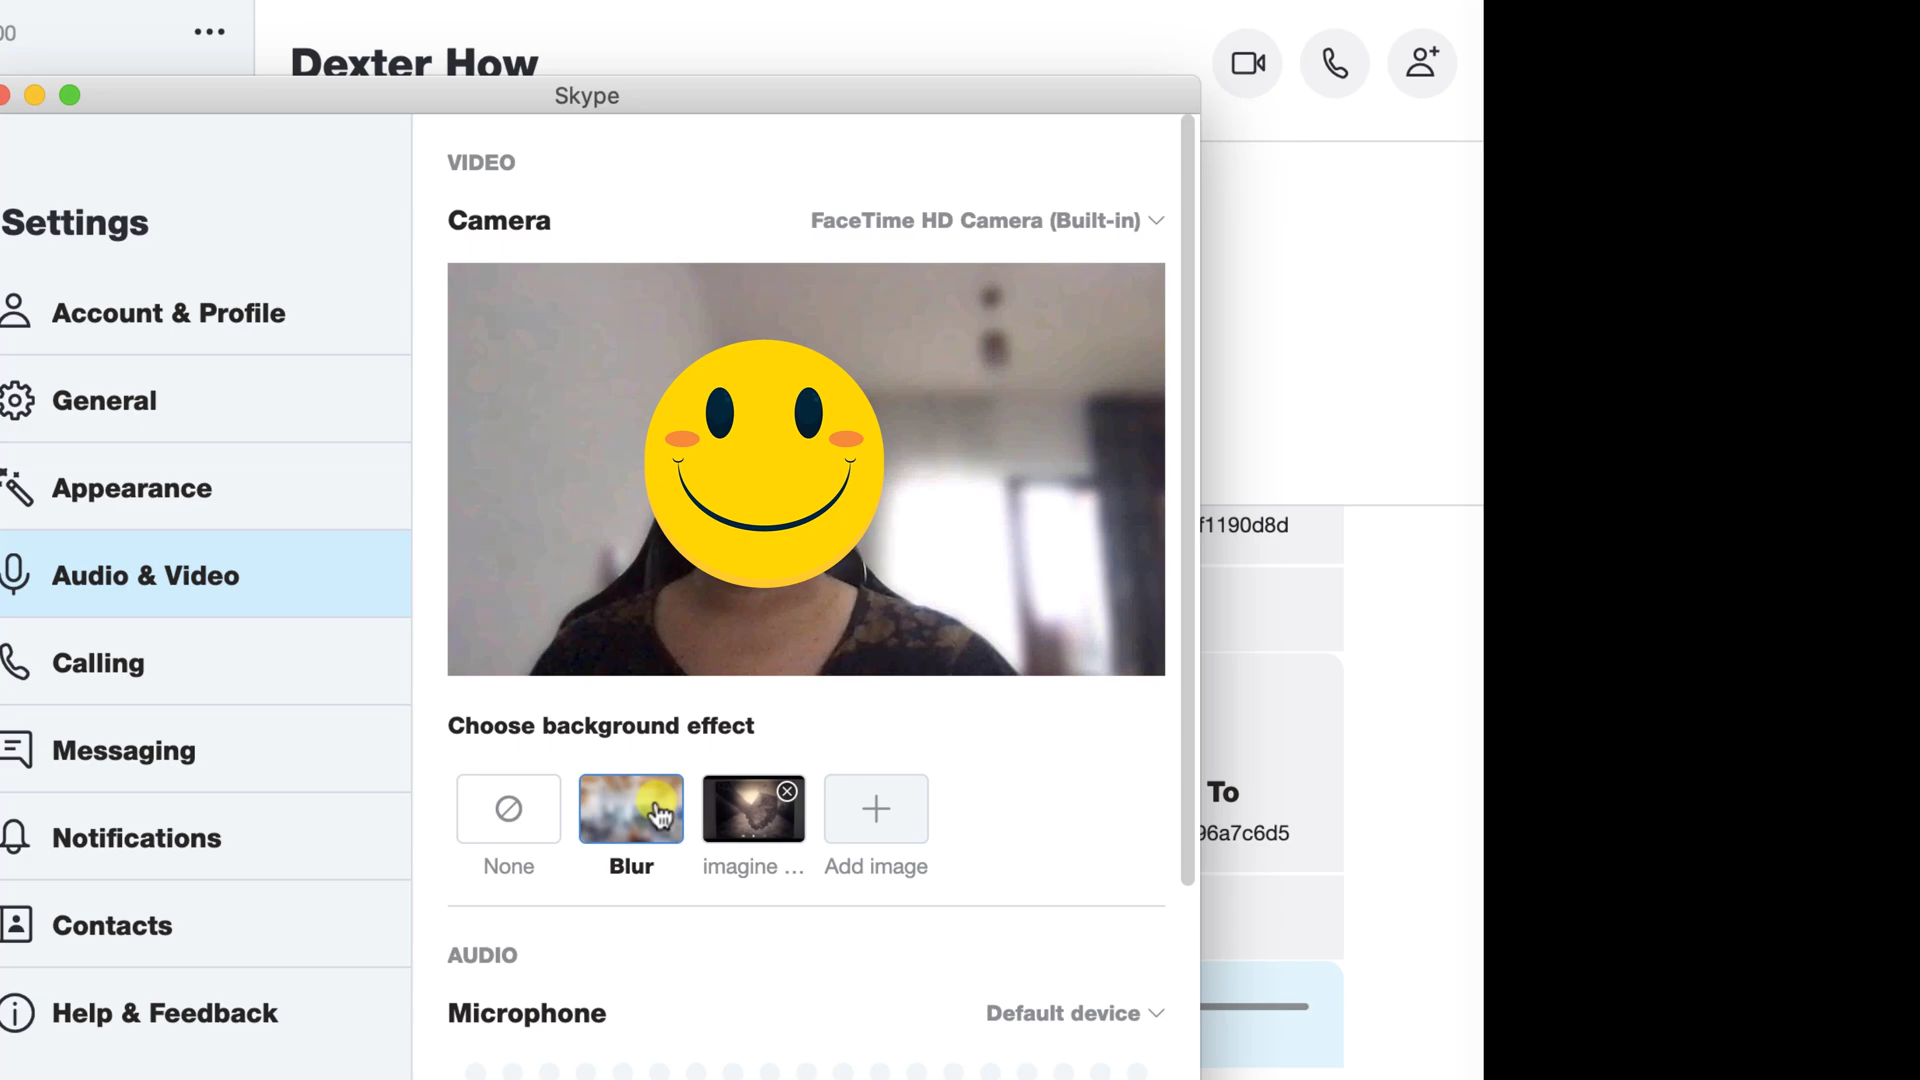 00
Dexter How
Skype
VIDEO
Settings
Camera
FaceTime HD Camera (Built-in)
Account & Profile
General
Appearance
Audio & Video
f1190d8d
Calling
Choose background effect
Messaging
To
96a7c6d5
Notifications
None
Blur
imagine ...
Add image
Contacts
AUDIO
Help & Feedback
Microphone
Default device